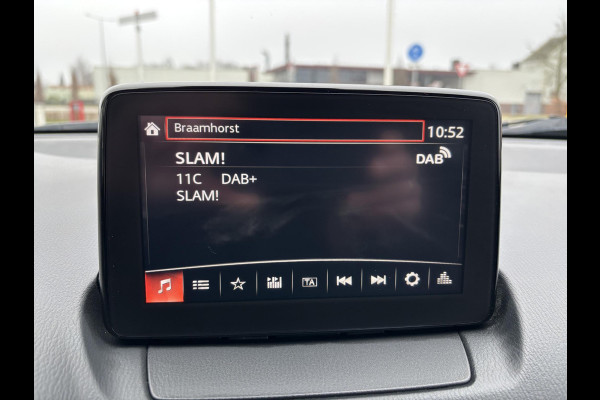 Braamhorst 10:52
SLAM! DAB
11C DAB+
SLAM!
TA